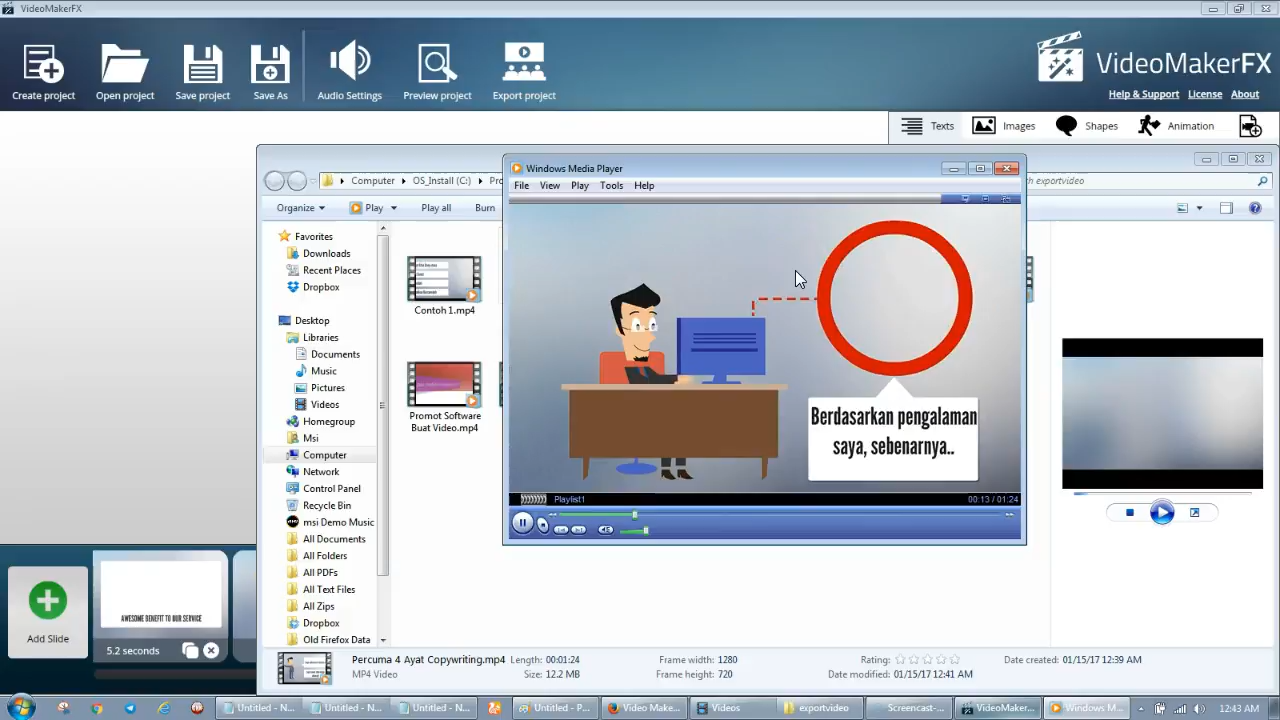 VideoMakerFX
Create project
Open project
Save project
Save As
Audio Settings
Preview project
Export project
VideoMakerFX
Help & Support
License
About
Texts
Images
Shapes
Animation
Computer
OS_Install (C:)
exportvideo
Organize
Play
Play all
Burn
Favorites
Downloads
Recent Places
Dropbox
Desktop
Libraries
Documents
Music
Pictures
Videos
Homegroup
Msi
Computer
Network
Control Panel
Recycle Bin
msi Demo Music
All Documents
All Folders
All PDFs
All Text Files
All Zips
Dropbox
Old Firefox Data
Contoh 1.mp4
Promot Software
Buat Video.mp4
Windows Media Player
File
View
Play
Tools
Help
Berdasarkan pengalaman
saya, sebenarnya..
Playlist1
00:13 / 01:24
Add Slide
AWESOME BENEFIT TO OUR SERVICE
5.2 seconds
Percuma 4 Ayat Copywriting.mp4
MP4 Video
Length: 00:01:24
Size: 12.2 MB
Frame width: 1280
Frame height: 720
Rating:
Date modified: 01/15/17 12:41 AM
Date created: 01/15/17 12:39 AM
Untitled - N...
Untitled - N...
Untitled - N...
Untitled - P...
Video Make...
Videos
exportvideo
Screencast-...
VideoMaker...
Windows M...
12:43 AM